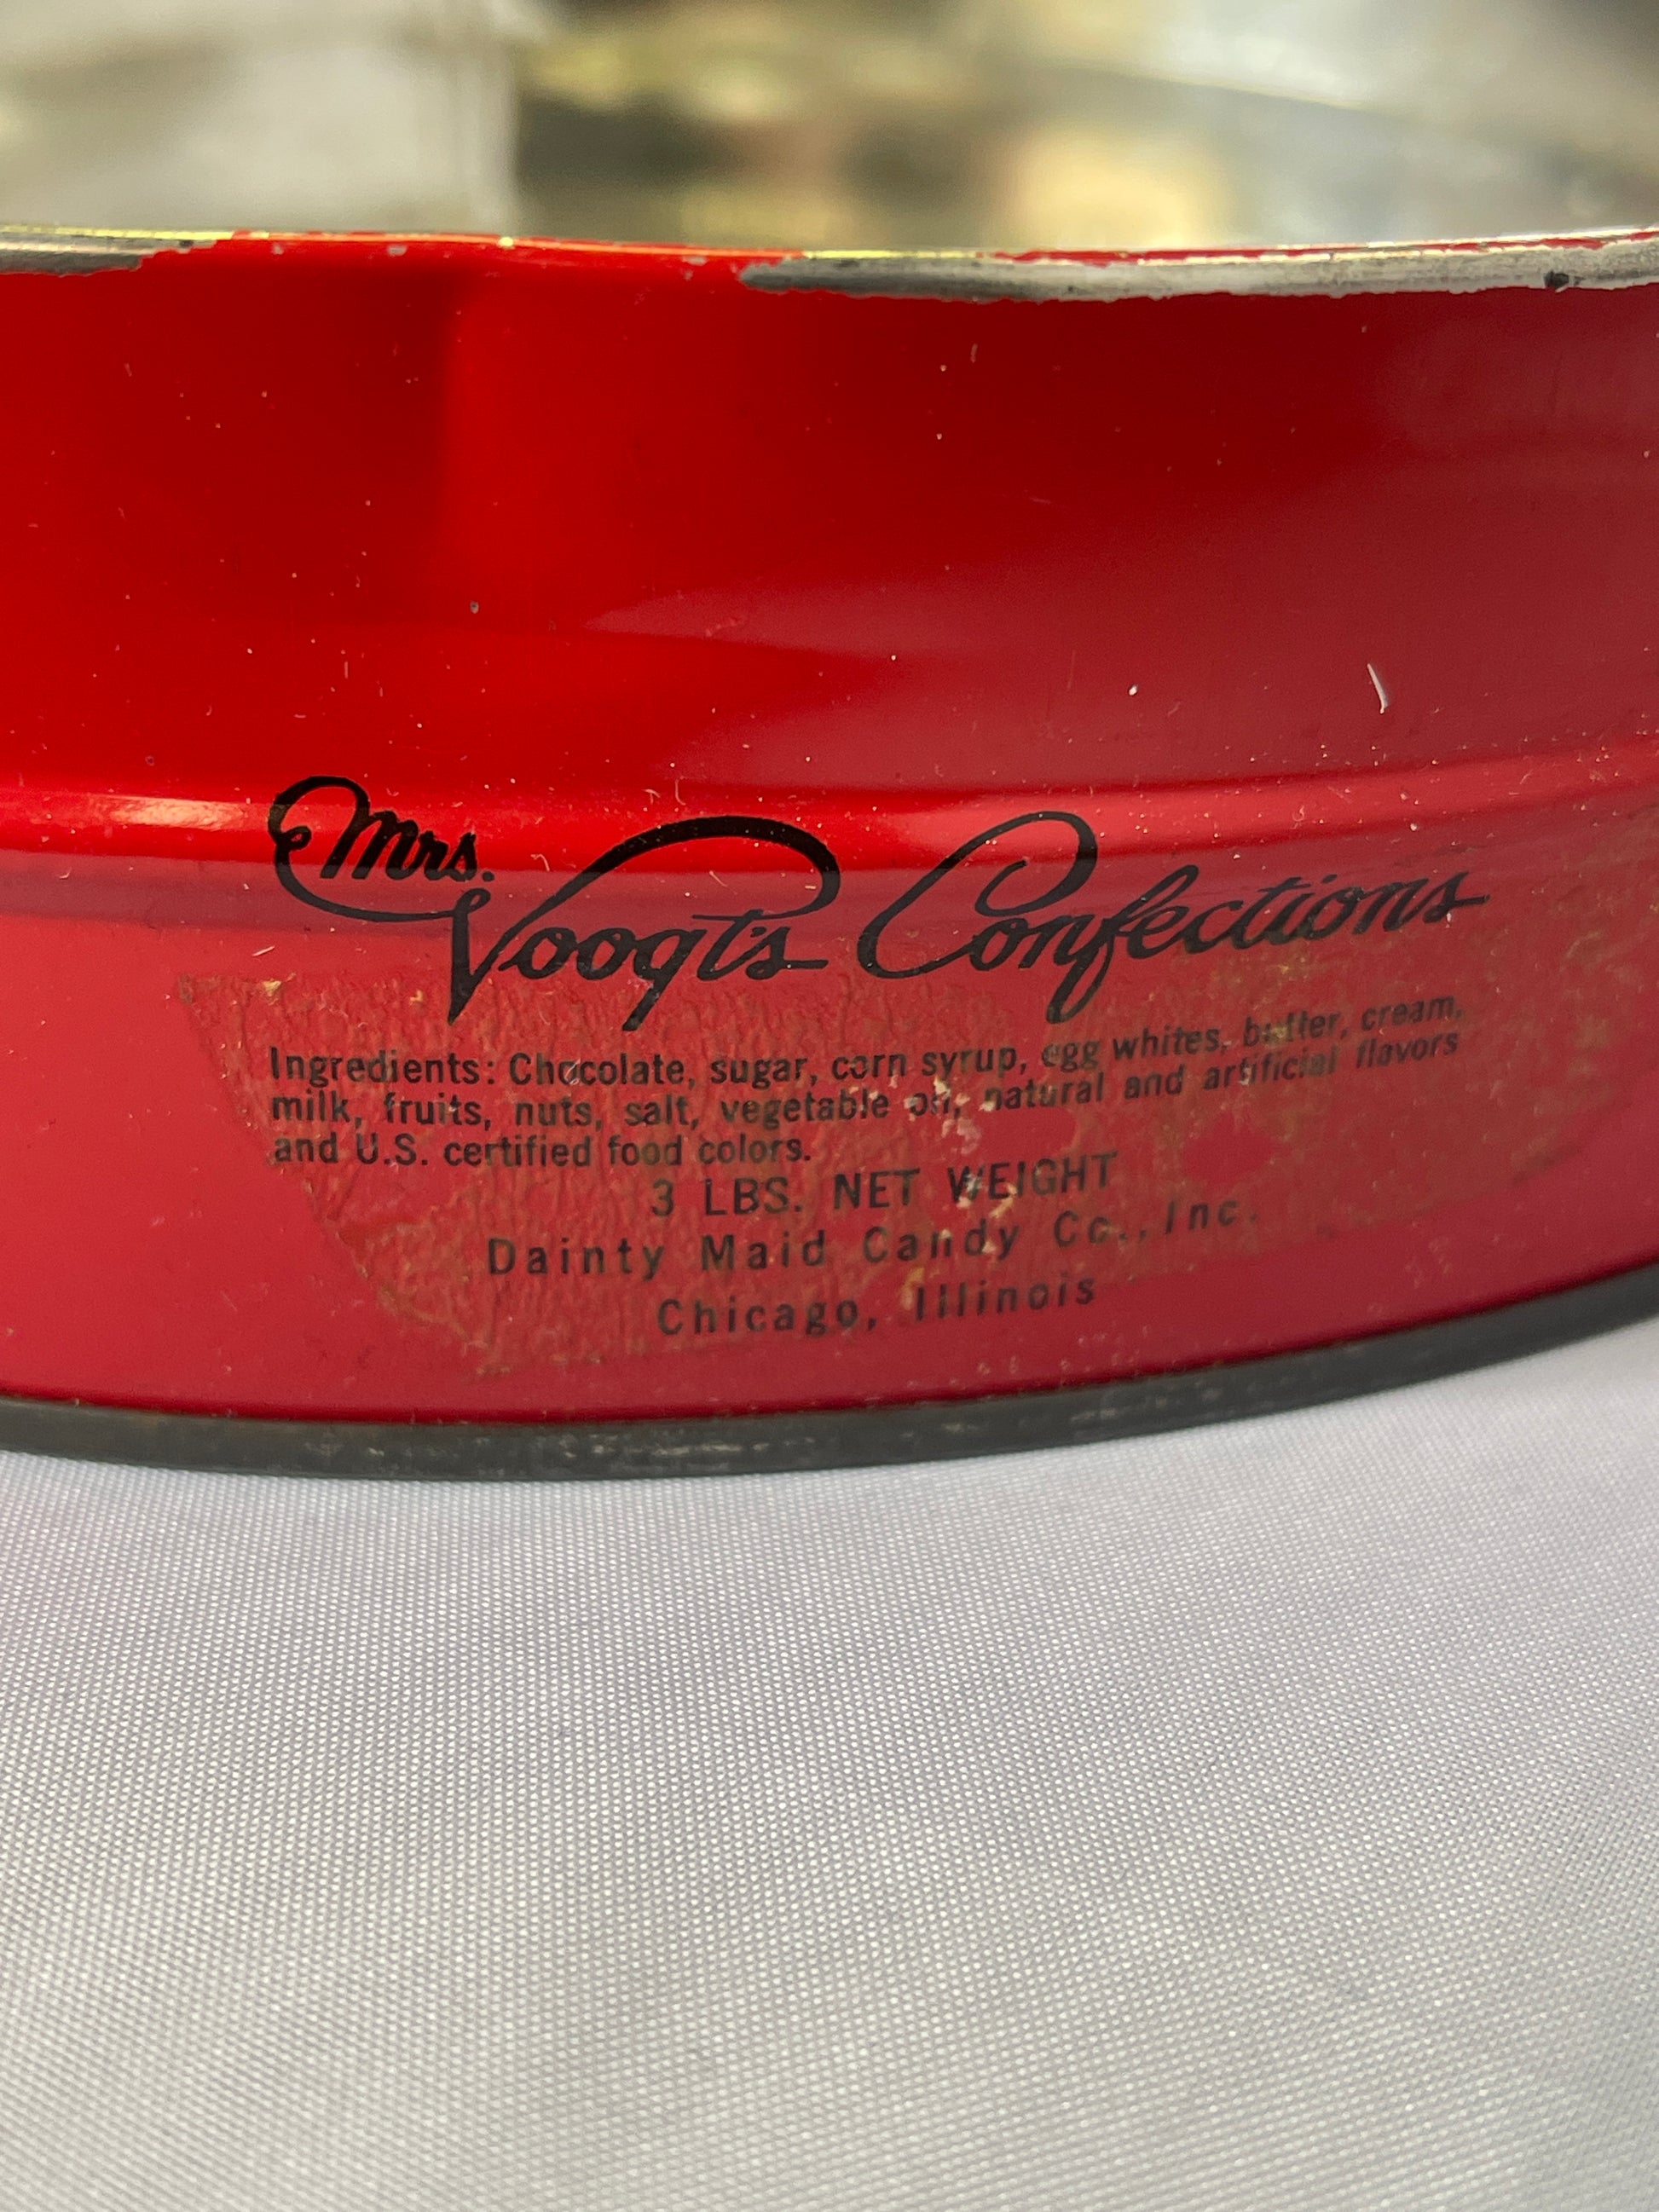 Mrs.
Voogt's Confections
Ingredients: Chocolate, sugar, corn syrup, egg whites, butter, cream,
milk, fruits, nuts, salt, vegetable oil, natural and artificial flavors
and U.S. certified food colors.
3 LBS. NET WEIGHT
Dainty Maid Candy Co., Inc.
Chicago, Illinois